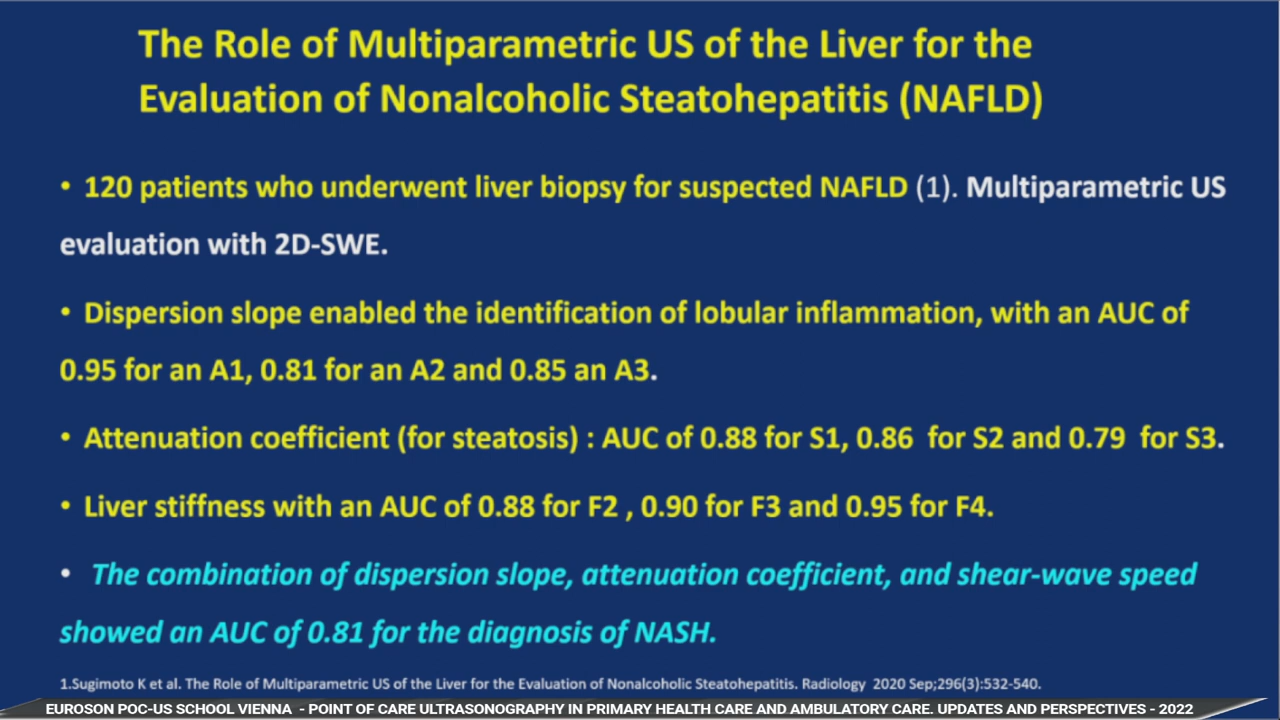 The Role of Multiparametric US of the Liver for the
Evaluation of Nonalcoholic Steatohepatitis (NAFLD)
• 120 patients who underwent liver biopsy for suspected NAFLD (1). Multiparametric US
evaluation with 2D-SWE.
• Dispersion slope enabled the identification of lobular inflammation, with an AUC of
0.95 for an A1, 0.81 for an A2 and 0.85 an A3.
• Attenuation coefficient (for steatosis) : AUC of 0.88 for S1, 0.86 for S2 and 0.79 for S3.
• Liver stiffness with an AUC of 0.88 for F2 , 0.90 for F3 and 0.95 for F4.
• The combination of dispersion slope, attenuation coefficient, and shear-wave speed
showed an AUC of 0.81 for the diagnosis of NASH.
1.Sugimoto K et al. The Role of Multiparametric US of the Liver for the Evaluation of Nonalcoholic Steatohepatitis. Radiology 2020 Sep;296(3):532-540.
EUROSON POC-US SCHOOL VIENNA - POINT OF CARE ULTRASONOGRAPHY IN PRIMARY HEALTH CARE AND AMBULATORY CARE. UPDATES AND PERSPECTIVES - 2022